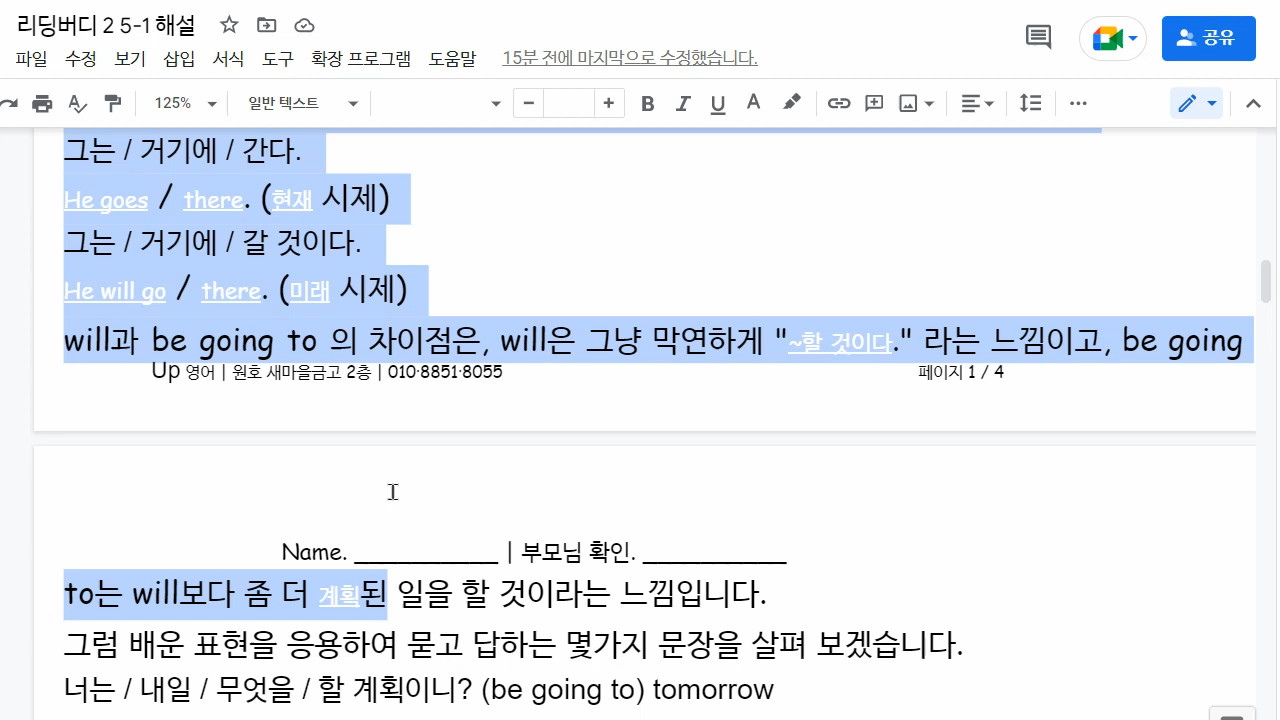 리딩버디 2 5-1 해설
파일 수정 보기 삽입 서식 도구 확장 프로그램 도움말 15분 전에 마지막으로 수정했습니다.
공유
125% 일반 텍스트
그는 / 거기에 / 간다.
He goes / there. (현재 시제)
그는 / 거기에 / 갈 것이다.
He will go / there. (미래 시제)
will과 be going to 의 차이점은, will은 그냥 막연하게 "~할 것이다." 라는 느낌이고, be going
Up 영어 | 원호 새마을금고 2층 | 010·8851·8055 페이지 1 / 4
Name. ____________ | 부모님 확인. ____________
to는 will보다 좀 더 계획된 일을 할 것이라는 느낌입니다.
그럼 배운 표현을 응용하여 묻고 답하는 몇가지 문장을 살펴 보겠습니다.
너는 / 내일 / 무엇을 / 할 계획이니? (be going to) tomorrow